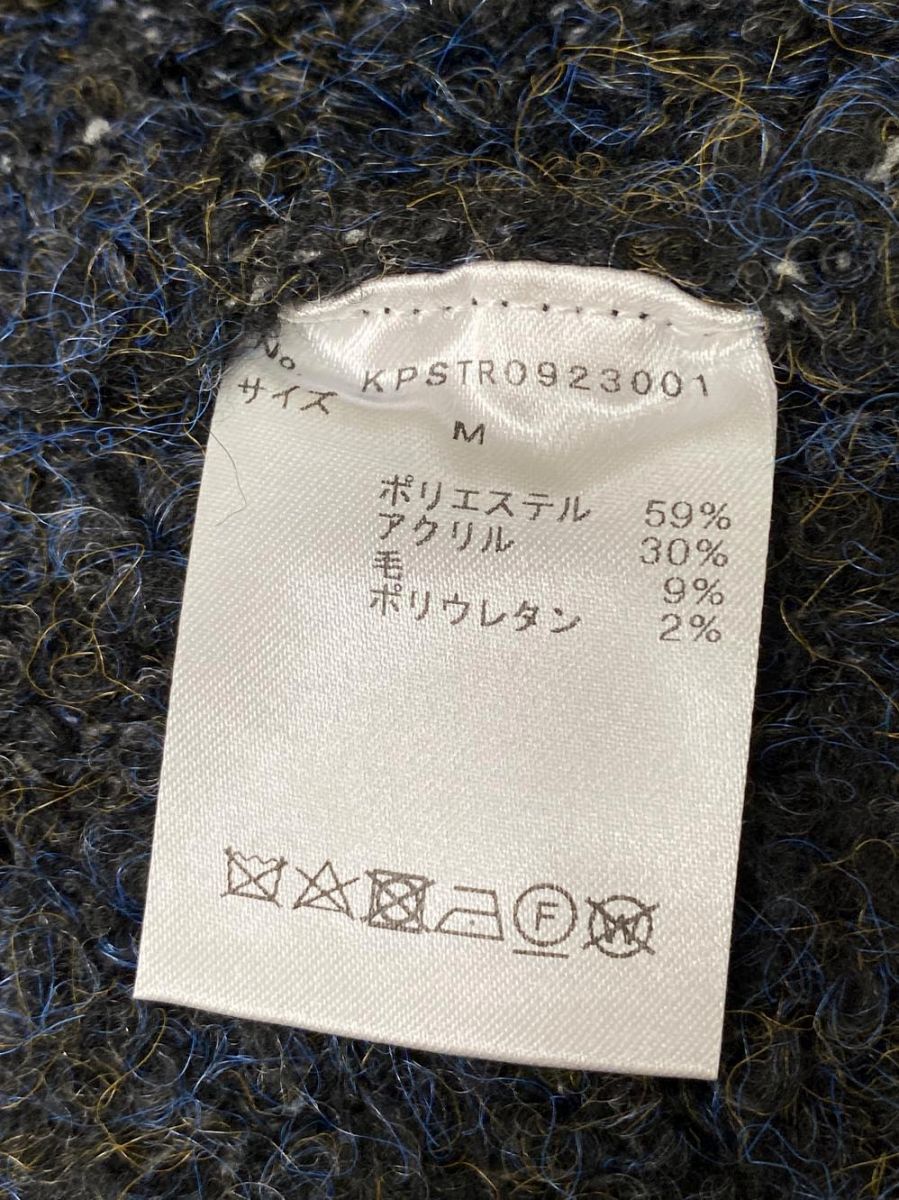 No. KPSTR0923001
サイズ M
ポリエステル 59%
アクリル 30%
毛 9%
ポリウレタン 2%
F W